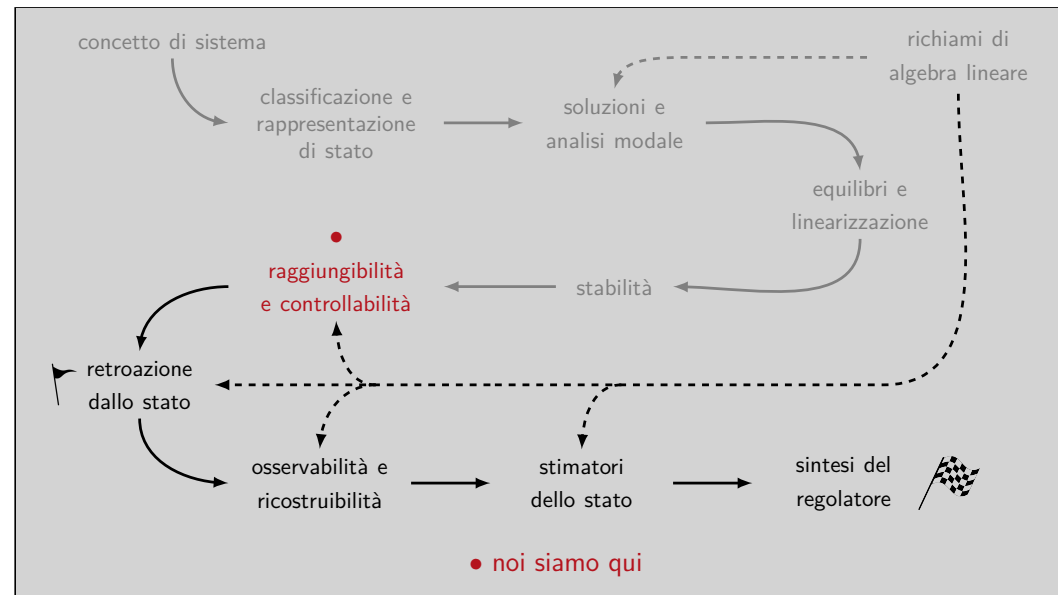 concetto di sistema
richiami di
algebra lineare
classificazione e
rappresentazione
di stato
soluzioni e
analisi modale
equilibri e
linearizzazione
raggiungibilità
e controllabilità
stabilità
retroazione
dallo stato
osservabilità e
ricostruibilità
stimatori
dello stato
sintesi del
regolatore
• noi siamo qui